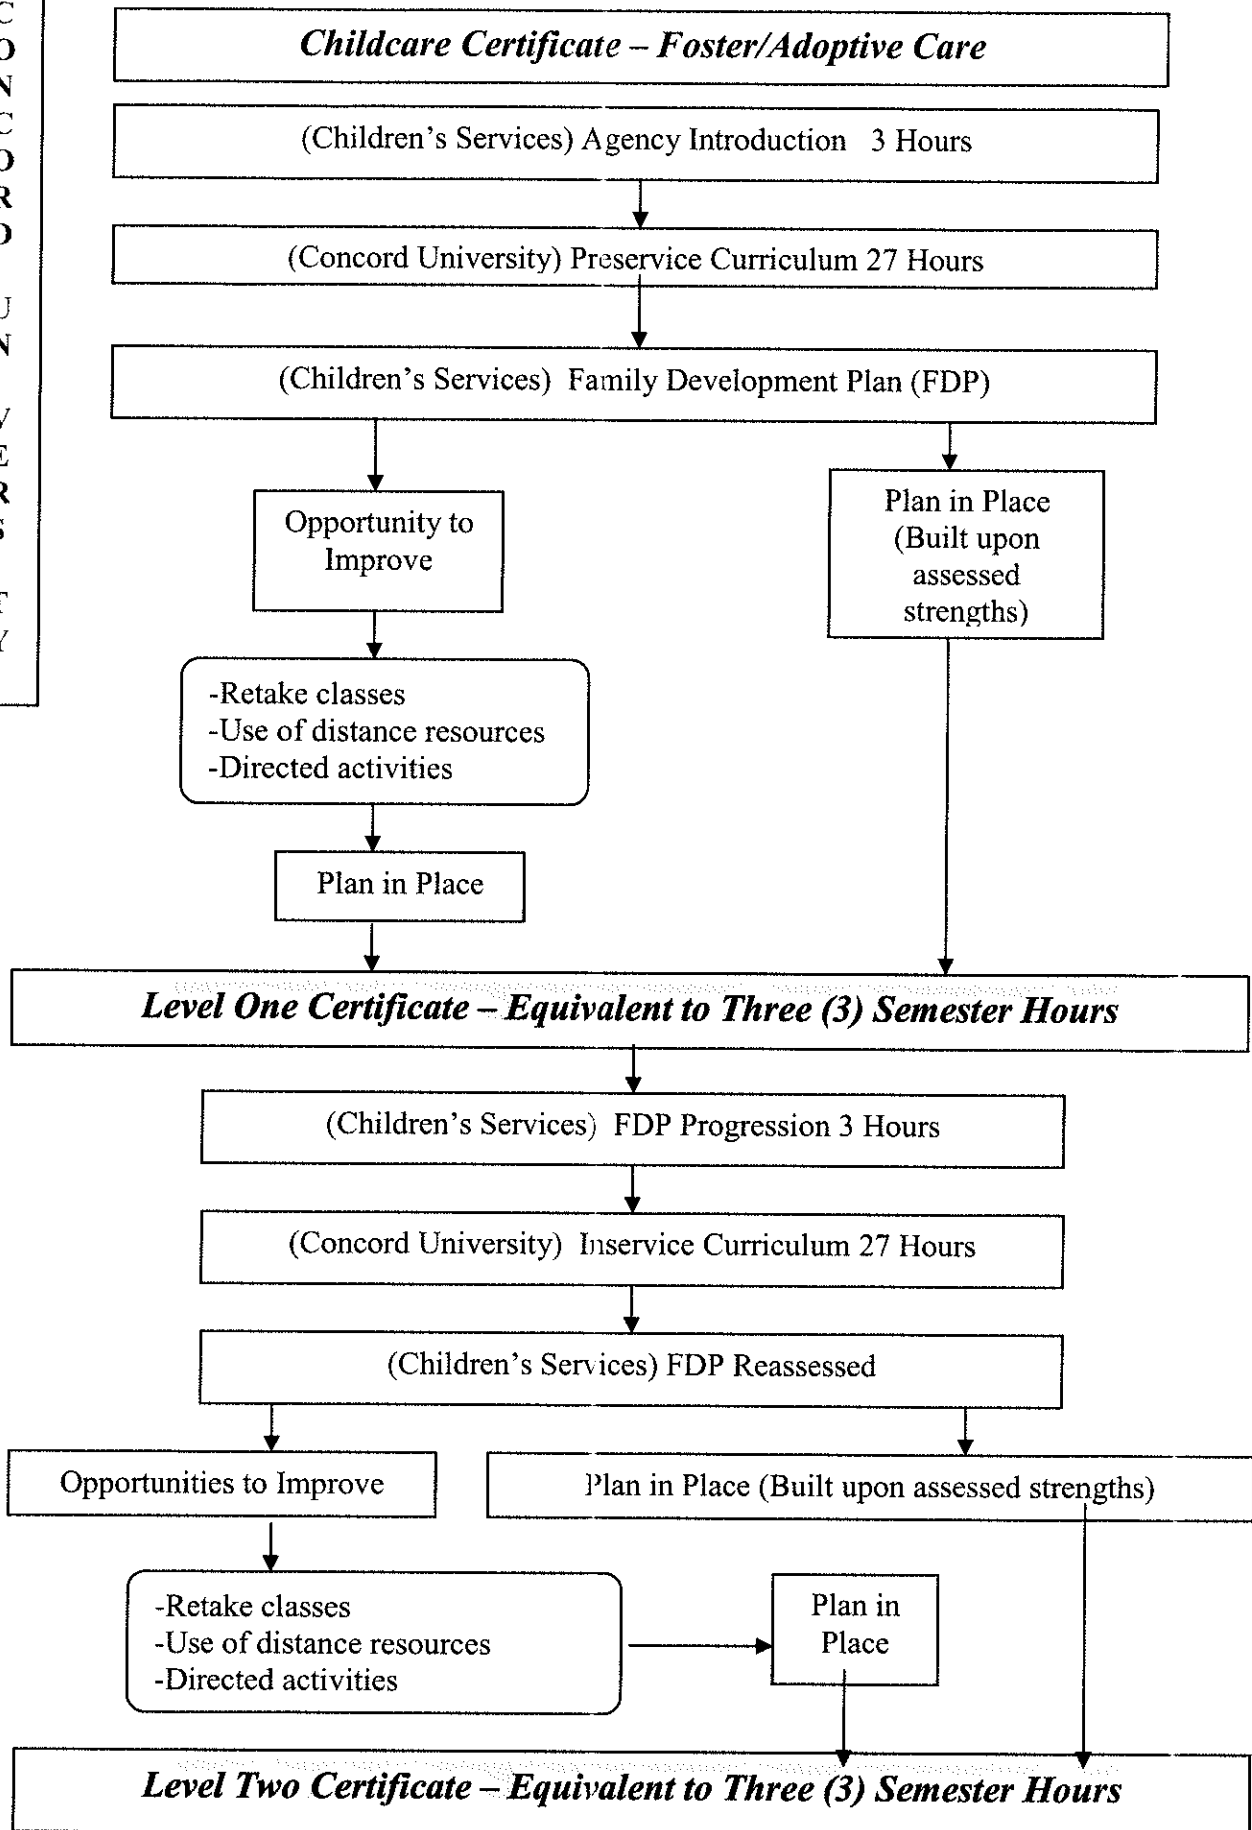 C
O
N
C
O
R
D
U
N
V
E
R
S
T
Y
Childcare Certificate – Foster/Adoptive Care
(Children's Services) Agency Introduction 3 Hours
(Concord University) Preservice Curriculum 27 Hours
(Children's Services) Family Development Plan (FDP)
Opportunity to
Improve
Plan in Place
(Built upon
assessed
strengths)
-Retake classes
-Use of distance resources
-Directed activities
Plan in Place
Level One Certificate – Equivalent to Three (3) Semester Hours
(Children's Services) FDP Progression 3 Hours
(Concord University) Inservice Curriculum 27 Hours
(Children's Services) FDP Reassessed
Opportunities to Improve
Plan in Place (Built upon assessed strengths)
-Retake classes
-Use of distance resources
-Directed activities
Plan in
Place
Level Two Certificate – Equivalent to Three (3) Semester Hours